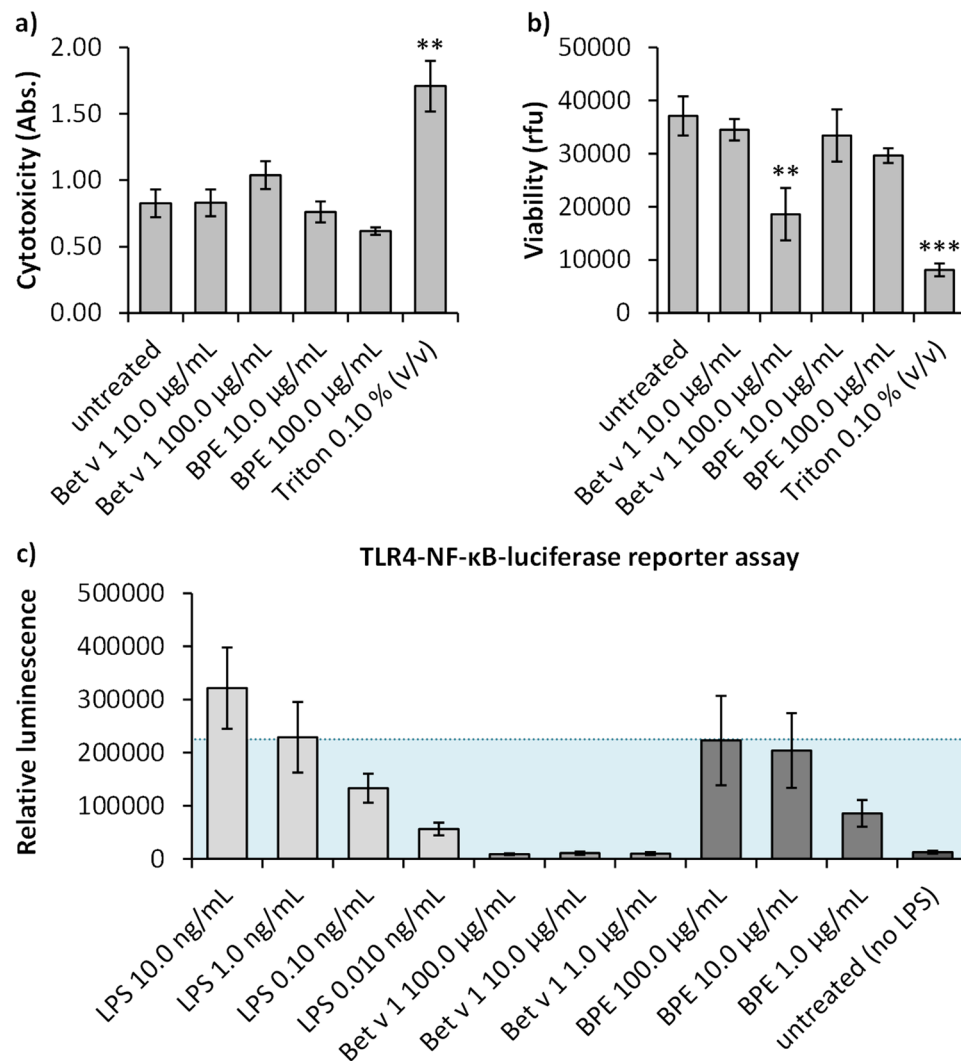 a)
Cytotoxicity (Abs.)
2.00
1.50
1.00
0.50
0.00
**
untreated
Bet v 1 10.0 µg/mL
Bet v 1 100.0 µg/mL
BPE 10.0 µg/mL
BPE 100.0 µg/mL
Triton 0.10 % (v/v)
b)
Viability (rfu)
50000
40000
30000
20000
10000
0
**
***
untreated
Bet v 1 10.0 µg/mL
Bet v 1 100.0 µg/mL
BPE 10.0 µg/mL
BPE 100.0 µg/mL
Triton 0.10 % (v/v)
c)
TLR4-NF-κB-luciferase reporter assay
Relative luminescence
500000
400000
300000
200000
100000
0
LPS 10.0 ng/mL
LPS 1.0 ng/mL
LPS 0.10 ng/mL
LPS 0.010 ng/mL
Bet v 1 100.0 µg/mL
Bet v 1 10.0 µg/mL
Bet v 1 1.0 µg/mL
BPE 100.0 µg/mL
BPE 10.0 µg/mL
BPE 1.0 µg/mL
untreated (no LPS)